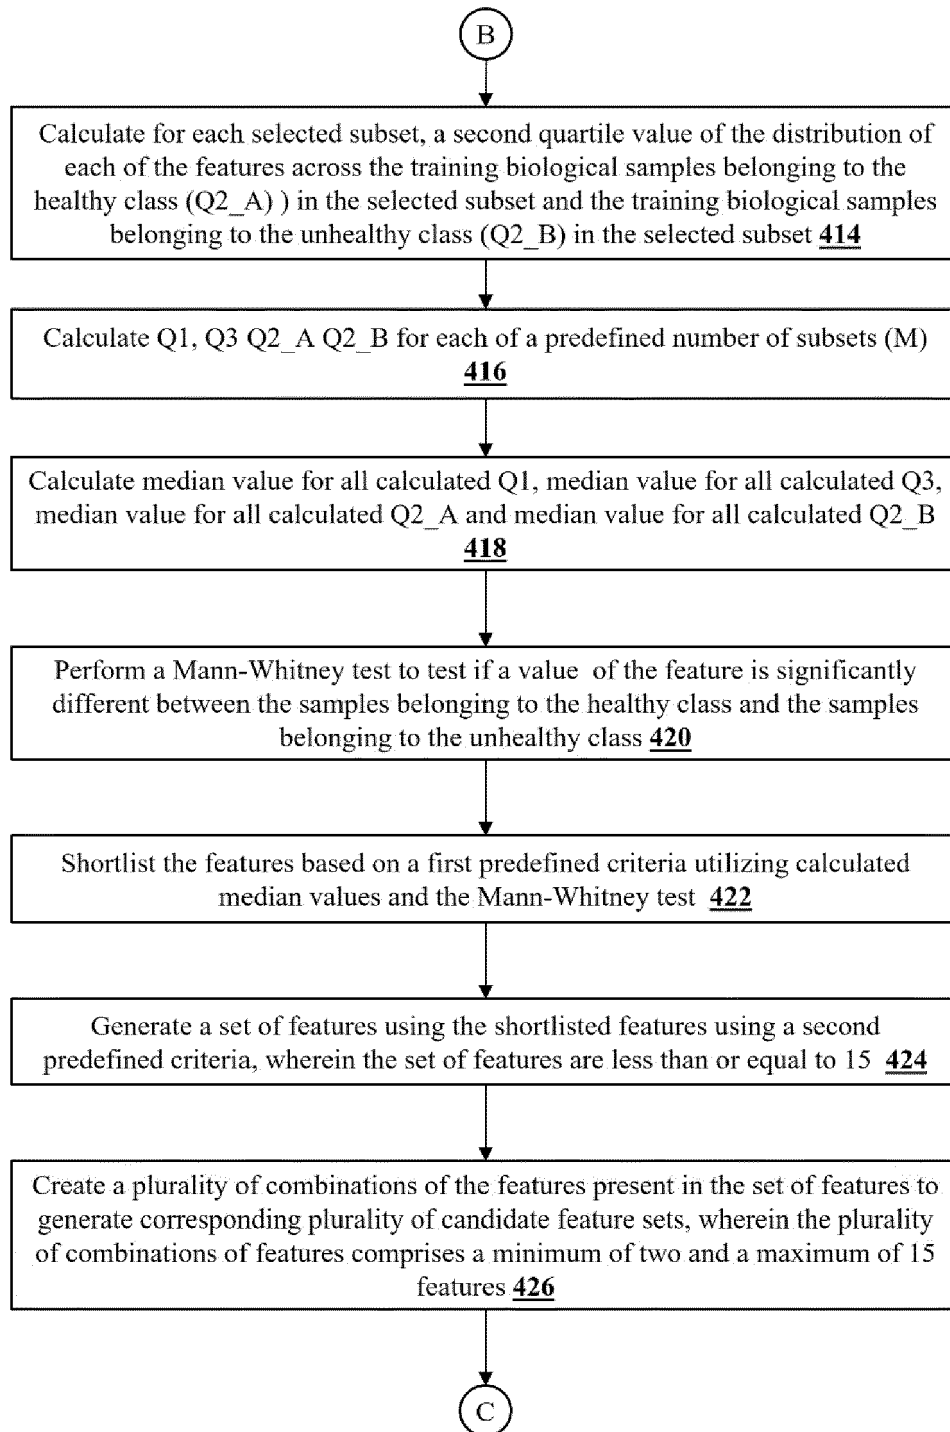 B
Calculate for each selected subset, a second quartile value of the distribution of
each of the features across the training biological samples belonging to the
healthy class (Q2_A) ) in the selected subset and the training biological samples
belonging to the unhealthy class (Q2_B) in the selected subset 414
Calculate Q1, Q3 Q2_A Q2_B for each of a predefined number of subsets (M)
416
Calculate median value for all calculated Q1, median value for all calculated Q3,
median value for all calculated Q2_A and median value for all calculated Q2_B
418
Perform a Mann-Whitney test to test if a value of the feature is significantly
different between the samples belonging to the healthy class and the samples
belonging to the unhealthy class 420
Shortlist the features based on a first predefined criteria utilizing calculated
median values and the Mann-Whitney test 422
Generate a set of features using the shortlisted features using a second
predefined criteria, wherein the set of features are less than or equal to 15 424
Create a plurality of combinations of the features present in the set of features to
generate corresponding plurality of candidate feature sets, wherein the plurality
of combinations of features comprises a minimum of two and a maximum of 15
features 426
C